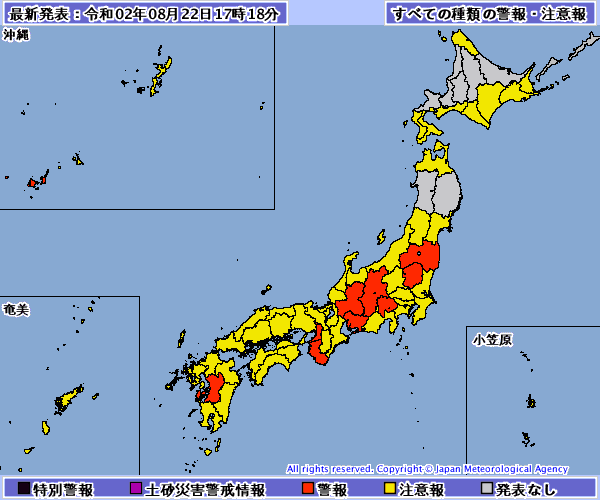 最新発表：令和02年08月22日17時18分
すべての種類の警報・注意報
沖縄
奄美
小笠原
All rights reserved. Copyright © Japan Meteorological Agency
特別警報
土砂災害警戒情報
警報
注意報
発表なし